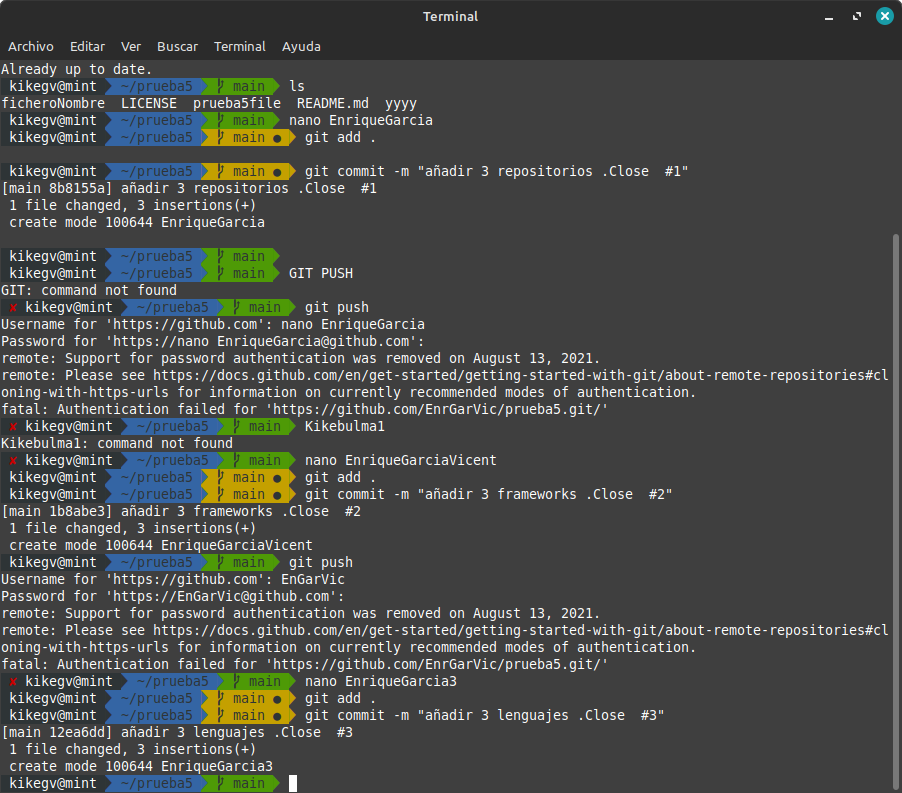 Terminal
Archivo Editar Ver Buscar Terminal Ayuda
Already up to date.
kikegv@mint ~/prueba5 main ls
ficheroNombre LICENSE prueba5file README.md yyyy
kikegv@mint ~/prueba5 main nano EnriqueGarcia
kikegv@mint ~/prueba5 main ● git add .
kikegv@mint ~/prueba5 main ● git commit -m "añadir 3 repositorios .Close  #1"
[main 8b8155a] añadir 3 repositorios .Close  #1
1 file changed, 3 insertions(+)
create mode 100644 EnriqueGarcia
kikegv@mint ~/prueba5 main
kikegv@mint ~/prueba5 main GIT PUSH
GIT: command not found
✘ kikegv@mint ~/prueba5 main git push
Username for 'https://github.com': nano EnriqueGarcia
Password for 'https://nano EnriqueGarcia@github.com':
remote: Support for password authentication was removed on August 13, 2021.
remote: Please see https://docs.github.com/en/get-started/getting-started-with-git/about-remote-repositories#cl
oning-with-https-urls for information on currently recommended modes of authentication.
fatal: Authentication failed for 'https://github.com/EnrGarVic/prueba5.git/'
✘ kikegv@mint ~/prueba5 main Kikebulma1
Kikebulma1: command not found
✘ kikegv@mint ~/prueba5 main nano EnriqueGarciaVicent
kikegv@mint ~/prueba5 main ● git add .
kikegv@mint ~/prueba5 main ● git commit -m "añadir 3 frameworks .Close  #2"
[main 1b8abe3] añadir 3 frameworks .Close  #2
1 file changed, 3 insertions(+)
create mode 100644 EnriqueGarciaVicent
kikegv@mint ~/prueba5 main git push
Username for 'https://github.com': EnGarVic
Password for 'https://EnGarVic@github.com':
remote: Support for password authentication was removed on August 13, 2021.
remote: Please see https://docs.github.com/en/get-started/getting-started-with-git/about-remote-repositories#cl
oning-with-https-urls for information on currently recommended modes of authentication.
fatal: Authentication failed for 'https://github.com/EnrGarVic/prueba5.git/'
✘ kikegv@mint ~/prueba5 main nano EnriqueGarcia3
kikegv@mint ~/prueba5 main ● git add .
kikegv@mint ~/prueba5 main ● git commit -m "añadir 3 lenguajes .Close  #3"
[main 12ea6dd] añadir 3 lenguajes .Close  #3
1 file changed, 3 insertions(+)
create mode 100644 EnriqueGarcia3
kikegv@mint ~/prueba5 main